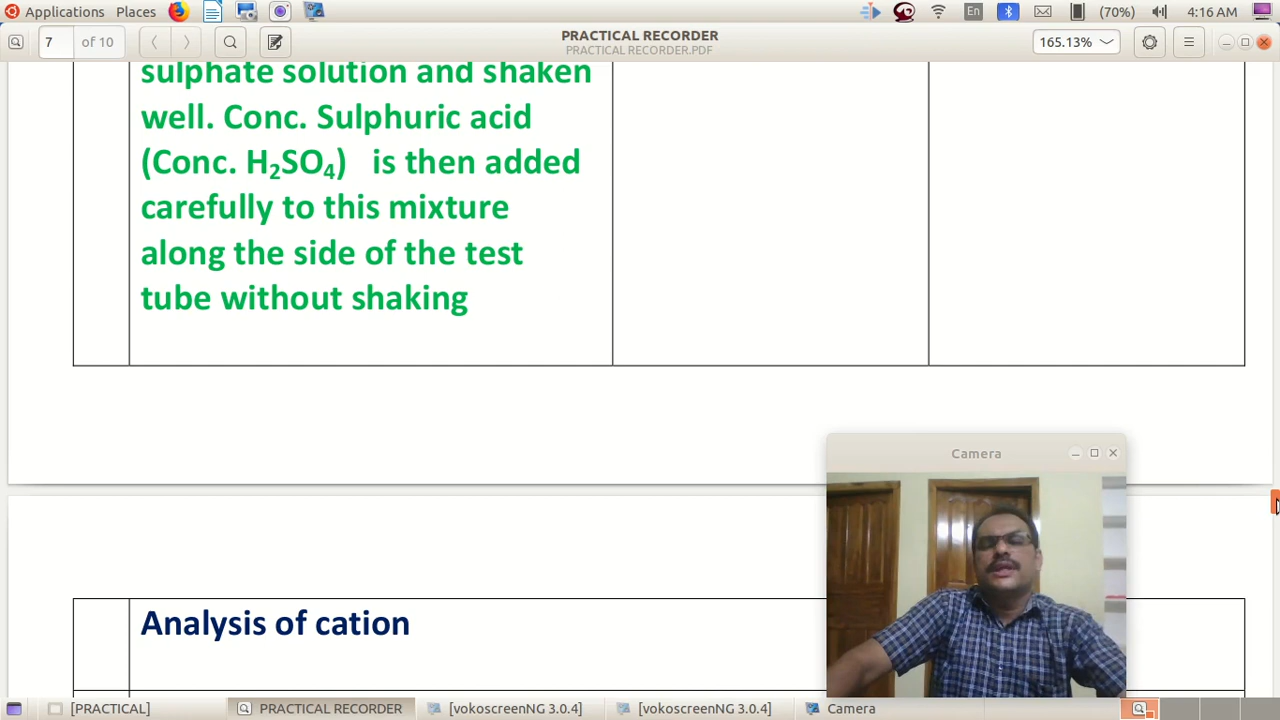 Applications Places En (70%) 4:16 AM
7 of 10 PRACTICAL RECORDER 165.13%
PRACTICAL RECORDER.PDF
sulphate solution and shaken
well. Conc. Sulphuric acid
(Conc. H₂SO₄) is then added
carefully to this mixture
along the side of the test
tube without shaking
Camera
Analysis of cation
[PRACTICAL] PRACTICAL RECORDER [vokoscreenNG 3.0.4] [vokoscreenNG 3.0.4] Camera